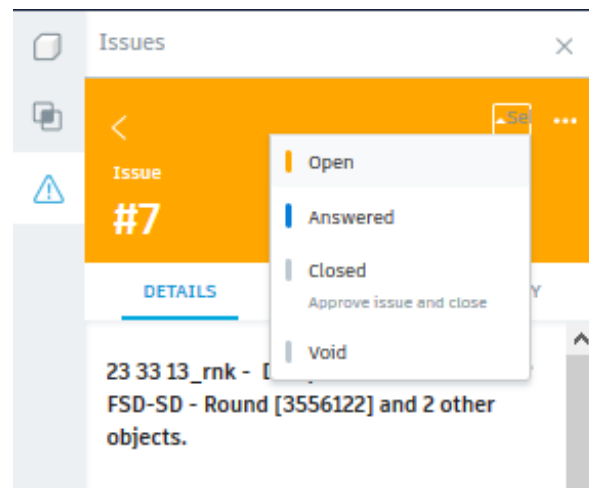 Issues
Se
Issue
#7
Open
Answered
Closed
Approve issue and close
Void
DETAILS
Y
23 33 13_rnk -
FSD-SD - Round [3556122] and 2 other
objects.